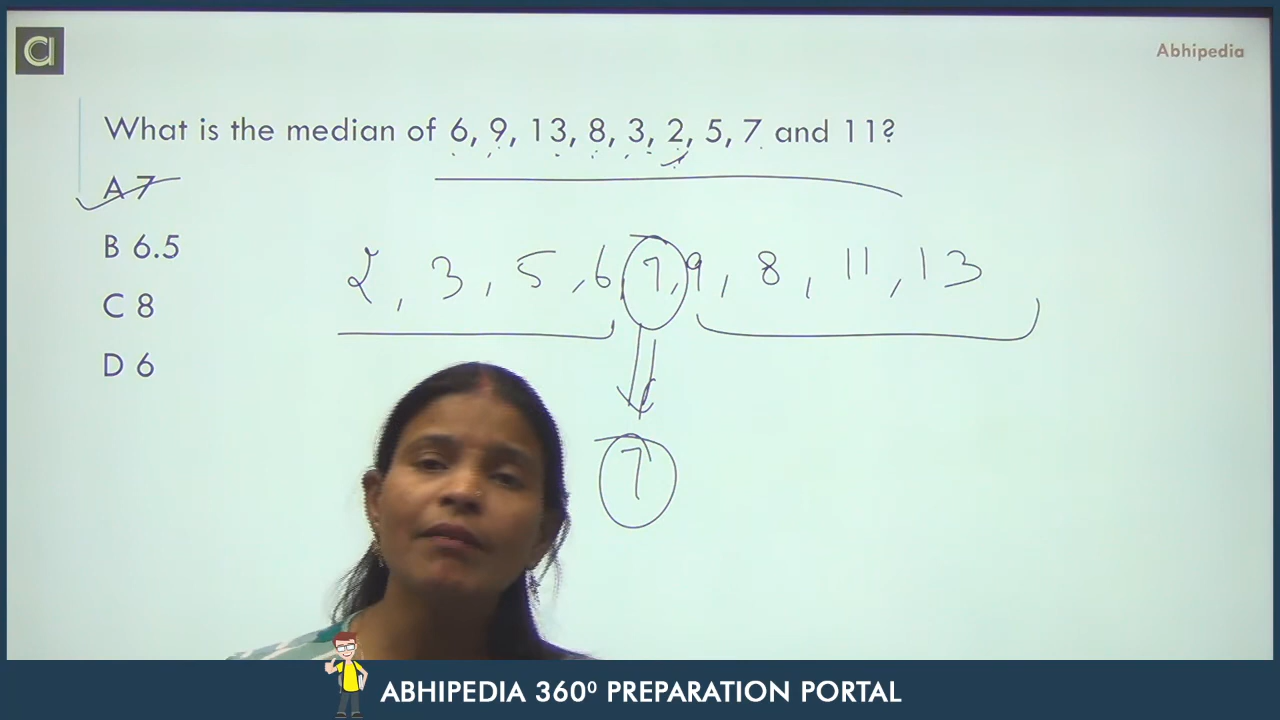 Abhipedia
What is the median of 6, 9, 13, 8, 3, 2, 5, 7 and 11?
A 7
B 6.5
C 8
D 6
2, 3, 5, 6, 7, 9, 8, 11, 13
7
ABHIPEDIA 360⁰ PREPARATION PORTAL